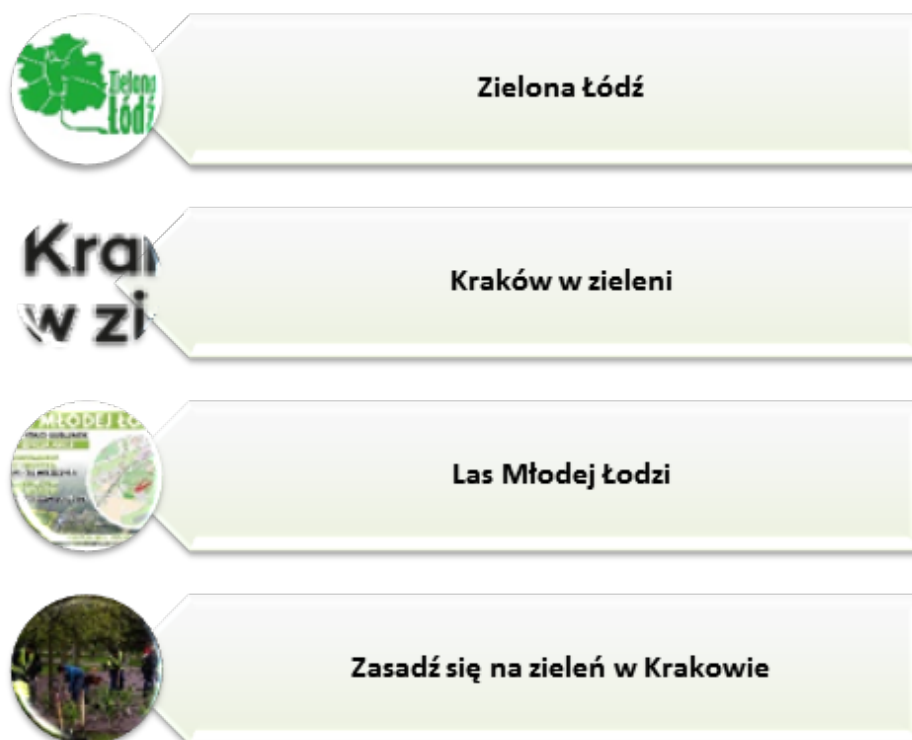 Zielona
Łódź
Zielona Łódź
Kra
w zi
Kraków w zieleni
MŁODEJ ŁO
Las Młodej Łodzi
Zasadź się na zieleń w Krakowie